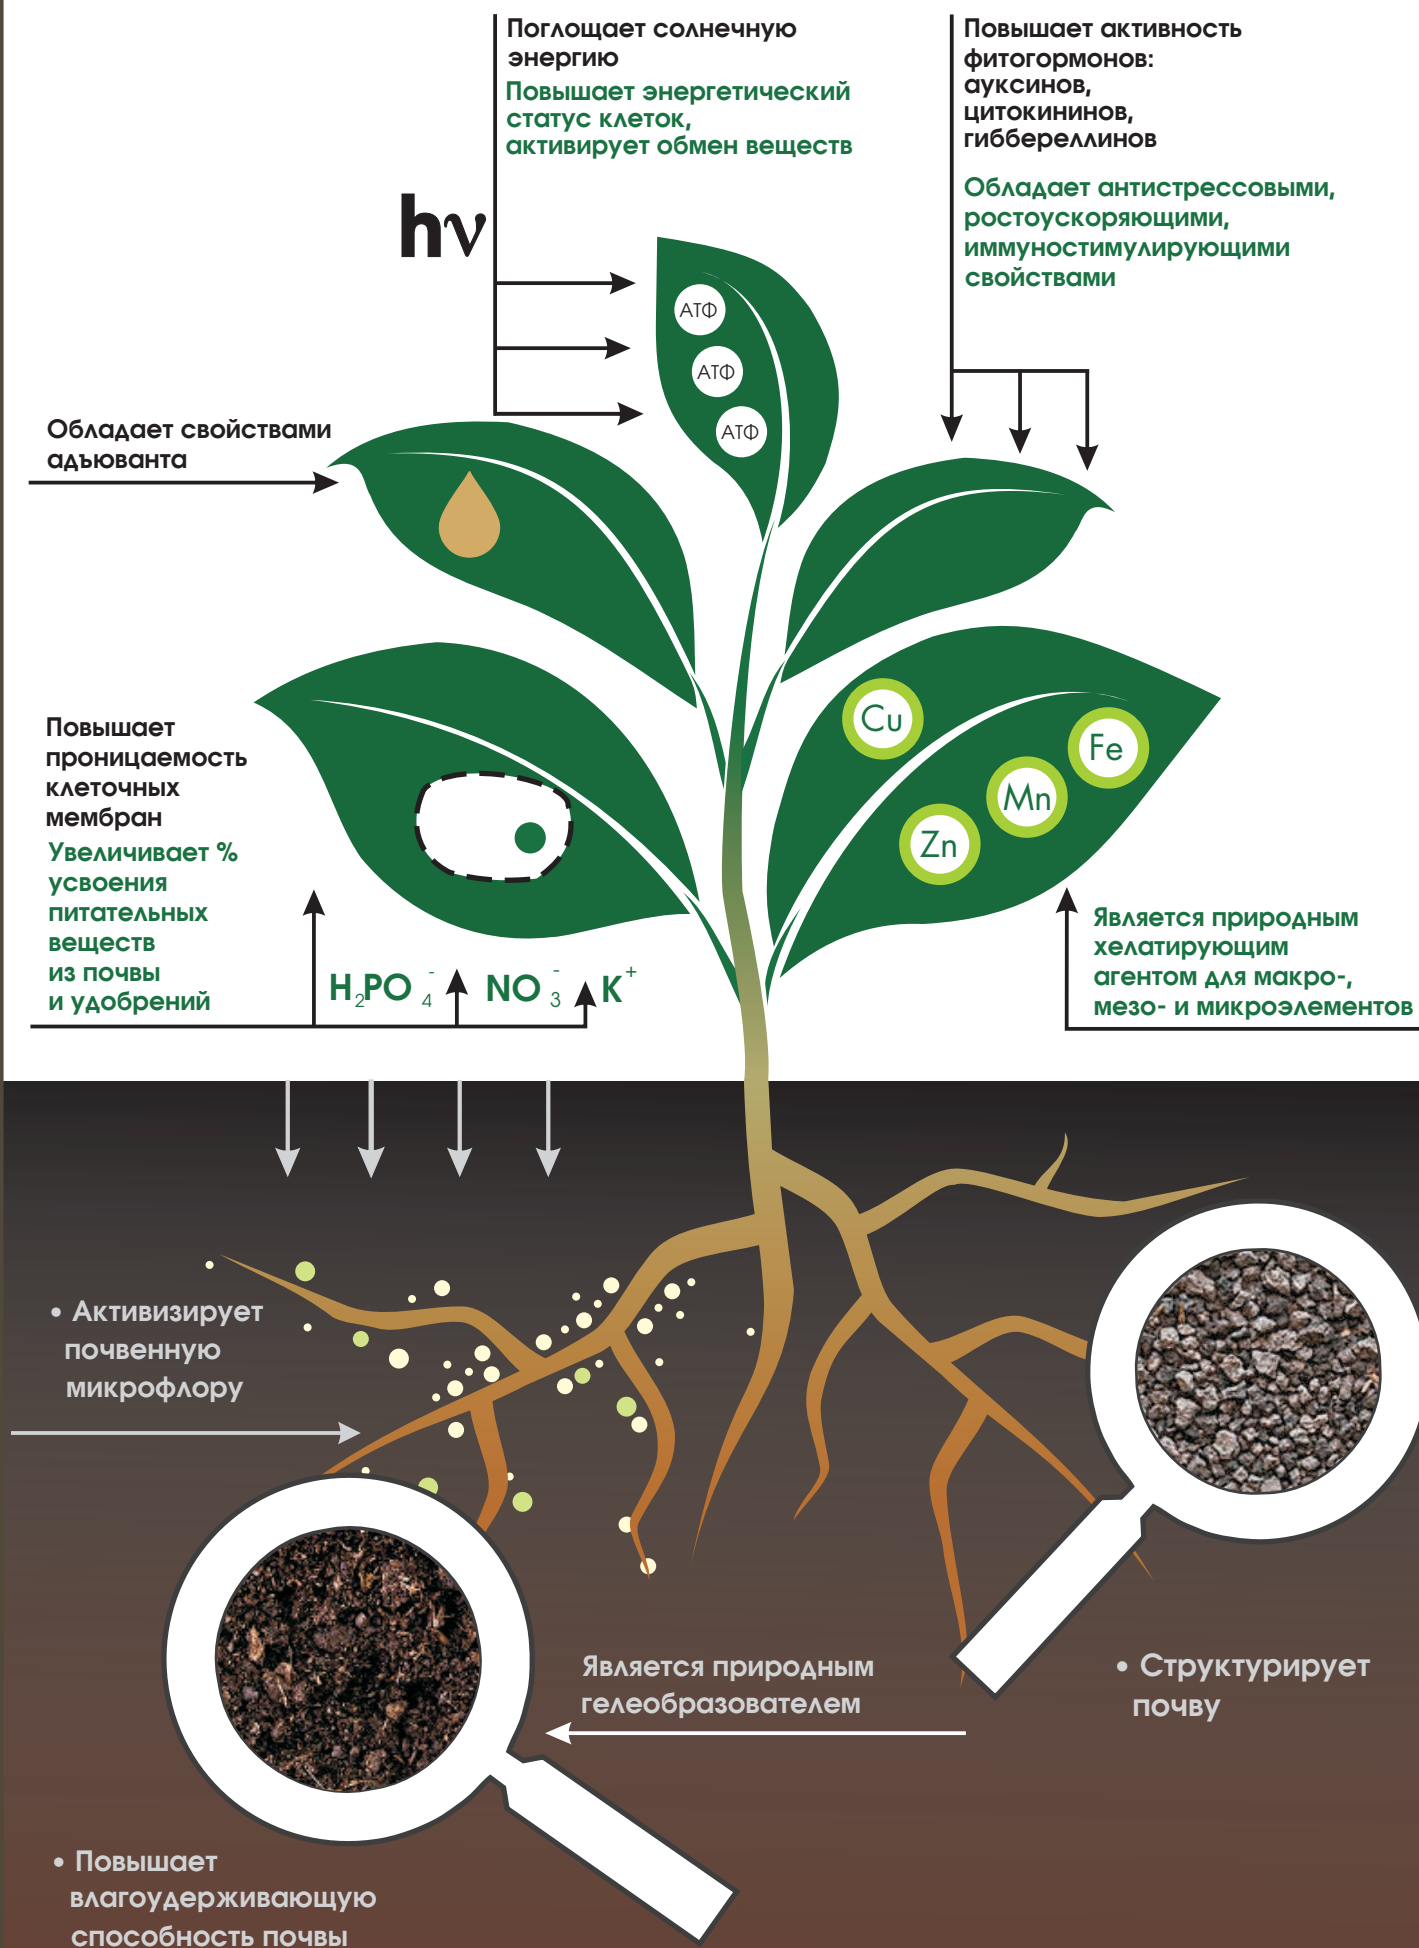 Поглощает солнечную
энергию
Повышает энергетический
статус клеток,
активирует обмен веществ
Повышает активность
фитогормонов:
ауксинов,
цитокининов,
гиббереллинов
Обладает антистрессовыми,
ростоускоряющими,
иммуностимулирующими
свойствами
hν
АТФ
АТФ
АТФ
Обладает свойствами
адъюванта
Повышает
проницаемость
клеточных
мембран
Увеличивает %
усвоения
питательных
веществ
из почвы
и удобрений
H₂PO₄⁻ NO₃⁻ K⁺
Cu
Fe
Mn
Zn
Является природным
хелатирующим
агентом для макро-,
мезо- и микроэлементов
• Активизирует
почвенную
микрофлору
Является природным
гелеобразователем
• Структурирует
почву
• Повышает
влагоудерживающую
способность почвы